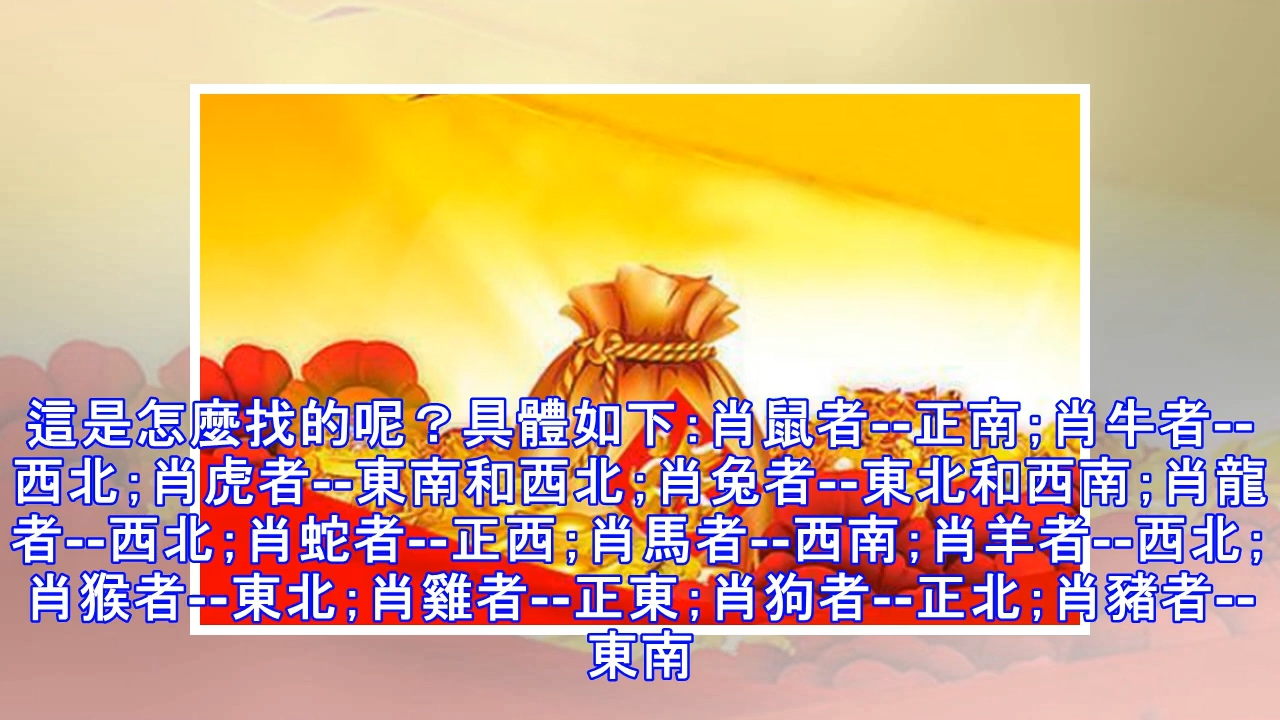 這是怎麼找的呢？具體如下:肖鼠者--正南;肖牛者--
西北;肖虎者--東南和西北;肖兔者--東北和西南;肖龍
者--西北;肖蛇者--正西;肖馬者--西南;肖羊者--西北;
肖猴者--東北;肖雞者--正東;肖狗者--正北;肖豬者--
東南